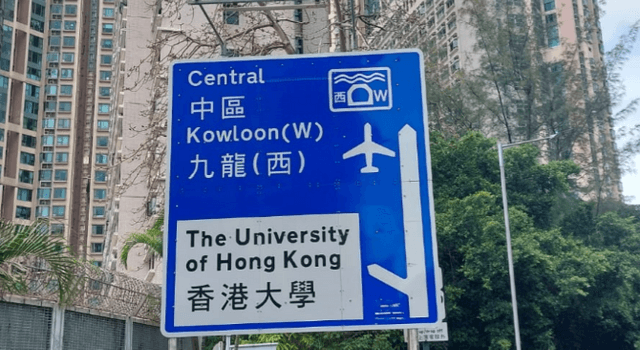 Central
中區
西 W
Kowloon(W)
九龍(西)
The University
of Hong Kong
香港大學